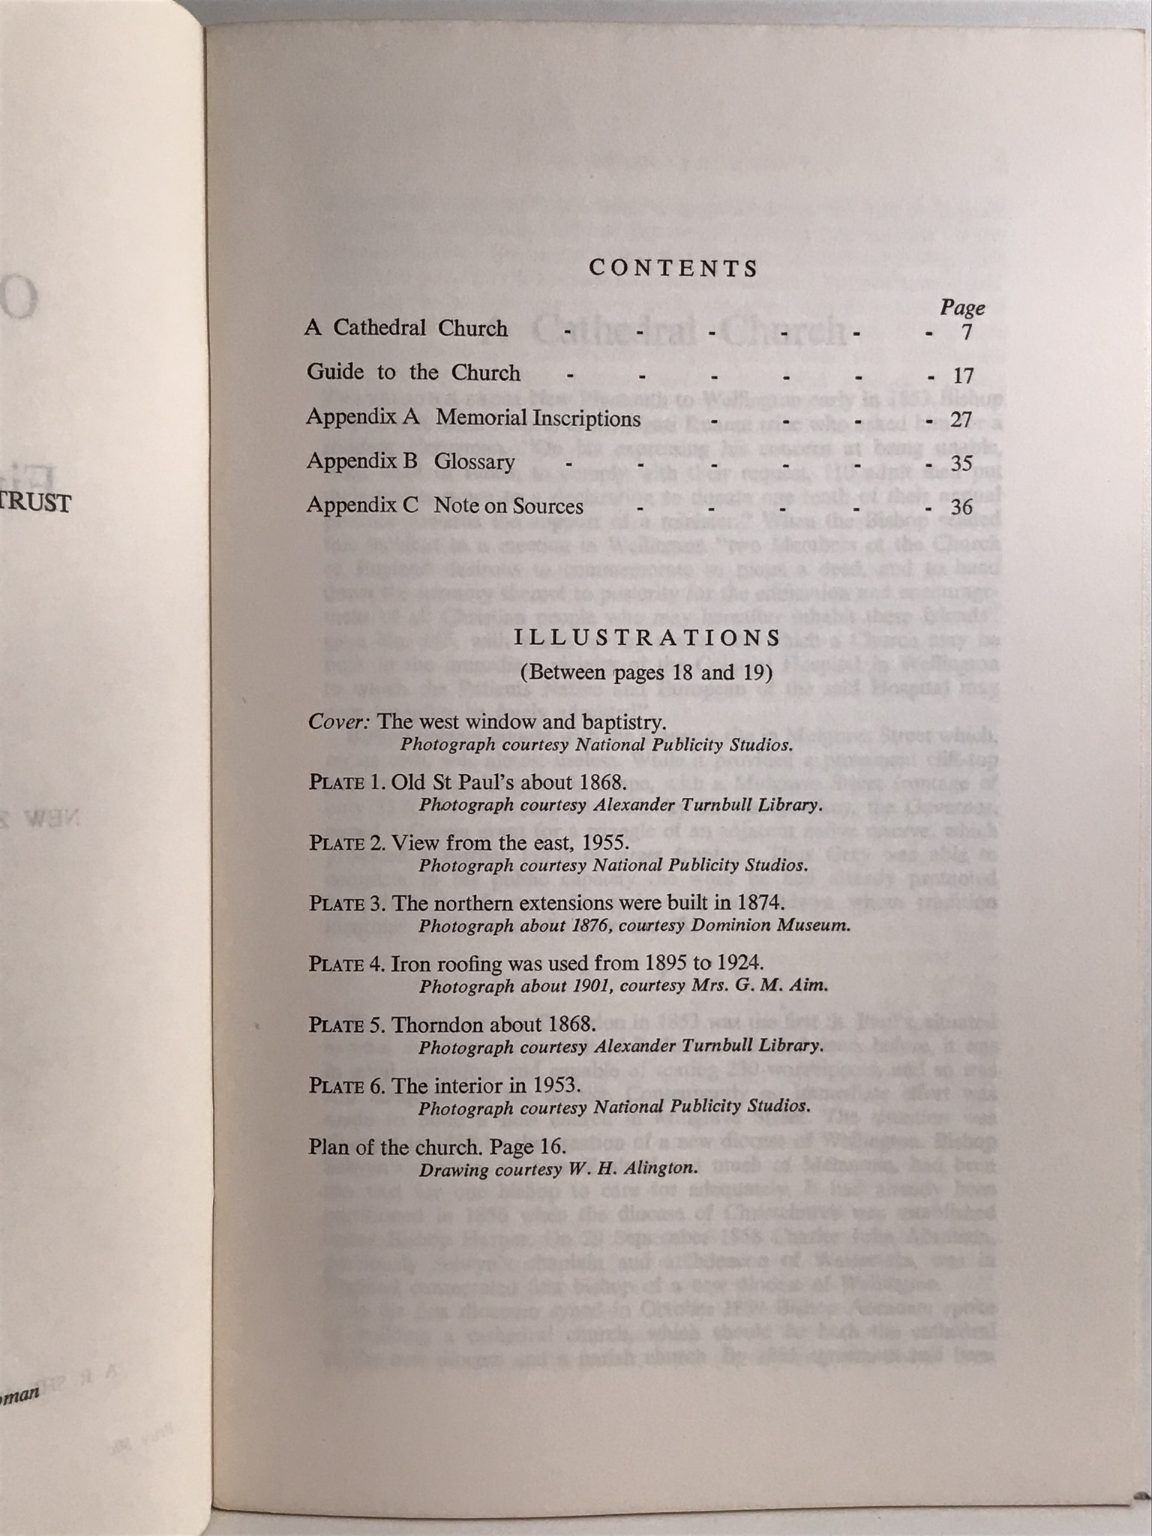 TRUST
CONTENTS
Page
A Cathedral Church - - - - - - 7
Guide to the Church - - - - - - 17
Appendix A Memorial Inscriptions - - - - 27
Appendix B Glossary - - - - - - 35
Appendix C Note on Sources - - - - - 36
ILLUSTRATIONS
(Between pages 18 and 19)
Cover: The west window and baptistry.
Photograph courtesy National Publicity Studios.
PLATE 1. Old St Paul's about 1868.
Photograph courtesy Alexander Turnbull Library.
PLATE 2. View from the east, 1955.
Photograph courtesy National Publicity Studios.
PLATE 3. The northern extensions were built in 1874.
Photograph about 1876, courtesy Dominion Museum.
PLATE 4. Iron roofing was used from 1895 to 1924.
Photograph about 1901, courtesy Mrs. G. M. Aim.
PLATE 5. Thorndon about 1868.
Photograph courtesy Alexander Turnbull Library.
PLATE 6. The interior in 1953.
Photograph courtesy National Publicity Studios.
Plan of the church. Page 16.
Drawing courtesy W. H. Alington.